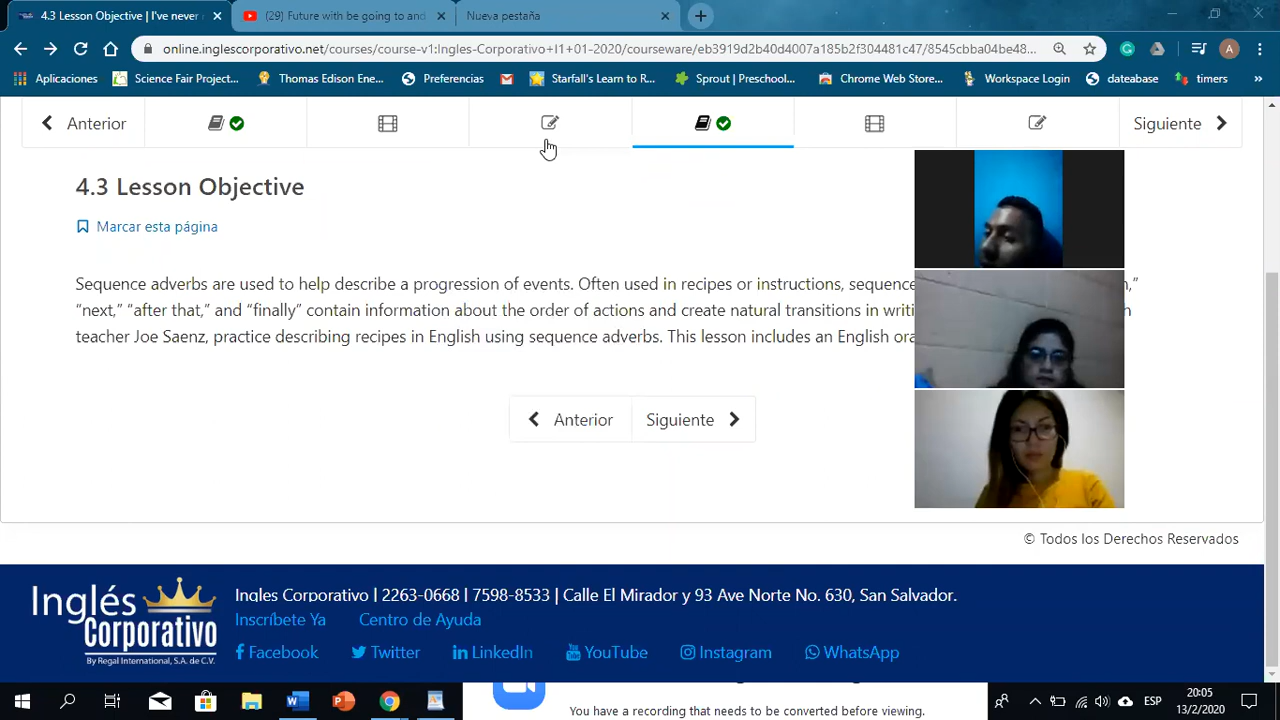 4.3 Lesson Objective | I've never
(29) Future with be going to and
Nueva pestaña
online.inglescorporativo.net/courses/course-v1:Ingles-Corporativo+I1+01-2020/courseware/eb3919d2b40d4007a185b2f304481c47/8545cbba04be48...
A
Aplicaciones
Science Fair Project...
Thomas Edison Ene...
Preferencias
Starfall's Learn to R...
Sprout | Preschool...
Chrome Web Store...
Workspace Login
dateabase
timers
»
Anterior
Siguiente
4.3 Lesson Objective
Marcar esta página
Sequence adverbs are used to help describe a progression of events. Often used in recipes or instructions, sequence
“next,” “after that,” and “finally” contain information about the order of actions and create natural transitions in
teacher Joe Saenz, practice describing recipes in English using sequence adverbs. This lesson includes an English
Anterior
Siguiente
© Todos los Derechos Reservados
Inglés
Corporativo
By Regal International, S.A. de C.V.
Ingles Corporativo | 2263-0668 | 7598-8533 | Calle El Mirador y 93 Ave Norte No. 630, San Salvador.
Inscríbete Ya
Centro de Ayuda
Facebook
Twitter
LinkedIn
YouTube
Instagram
WhatsApp
You have a recording that needs to be converted before viewing.
ESP
20:05
13/2/2020